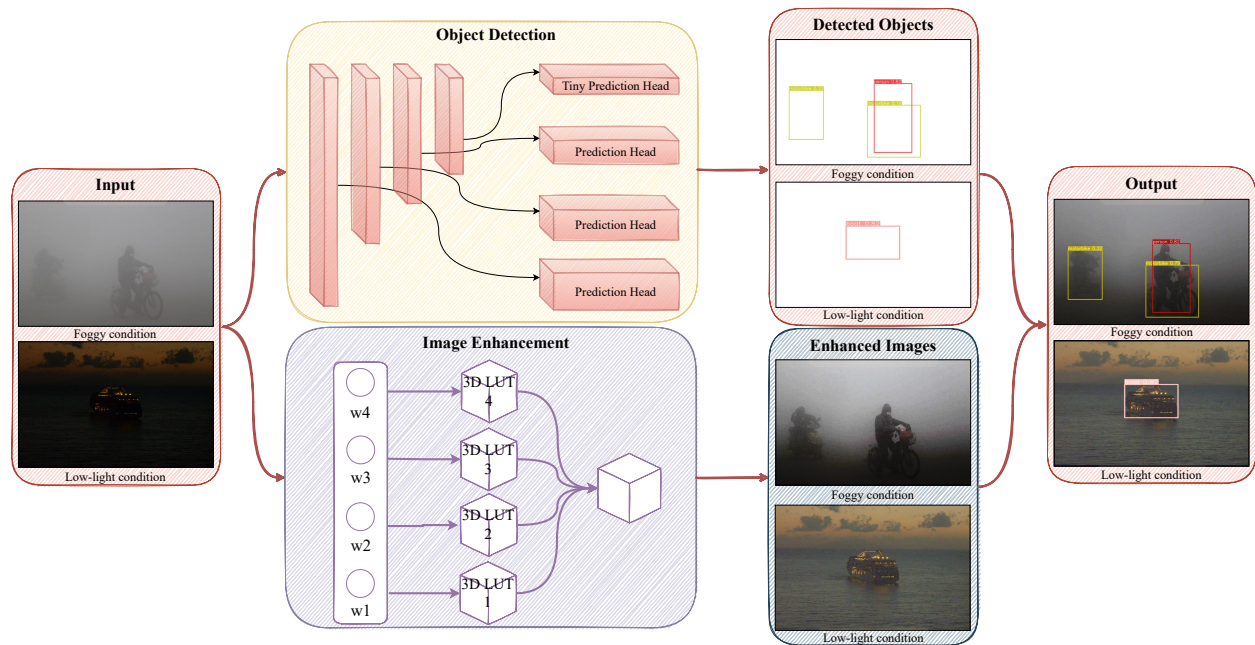 Input
Foggy condition
Low-light condition
Object Detection
Tiny Prediction Head
Prediction Head
Prediction Head
Prediction Head
Image Enhancement
w4
w3
w2
w1
3D LUT
4
3D LUT
3
3D LUT
2
3D LUT
1
Detected Objects
Foggy condition
Low-light condition
Enhanced Images
Foggy condition
Low-light condition
Output
Foggy condition
Low-light condition